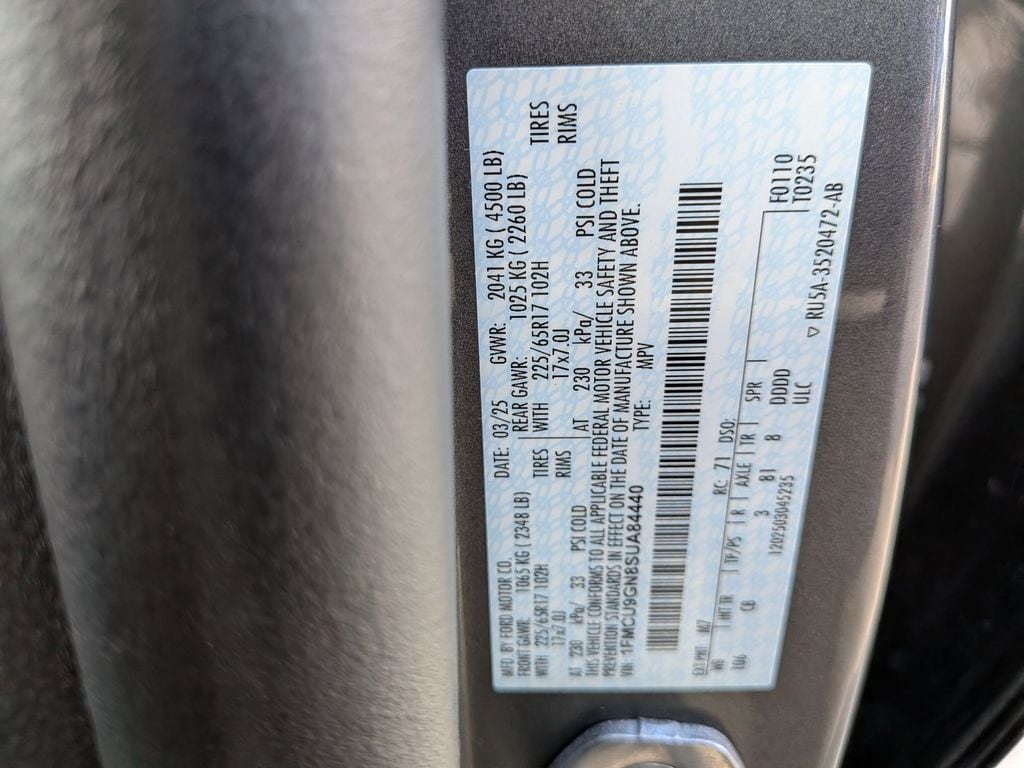 MFD. BY FORD MOTOR CO. DATE: 03/25 GVWR: 2041 KG ( 4500 LB)
FRONT GAWR: 1065 KG ( 2348 LB) REAR GAWR: 1025 KG ( 2260 LB)
WITH 225/65R17 102H TIRES WITH 225/65R17 102H TIRES
17x7.0J RIMS 17x7.0J RIMS
AT 230 kPa/ 33 PSI COLD AT 230 kPa/ 33 PSI COLD
THIS VEHICLE CONFORMS TO ALL APPLICABLE FEDERAL MOTOR VEHICLE SAFETY AND THEFT
PREVENTION STANDARDS IN EFFECT ON THE DATE OF MANUFACTURE SHOWN ABOVE.
VIN: 1FMCU9GN8SUA84440 TYPE: MPV
EXT PNT: M7 RC: 71 DSO: F0110
WB INT TR TP/PS R AXLE TR SPR T0235
106 CB 3 81 8 DDDD
1202503045235 ULC
▽ RU5A-3520472-AB